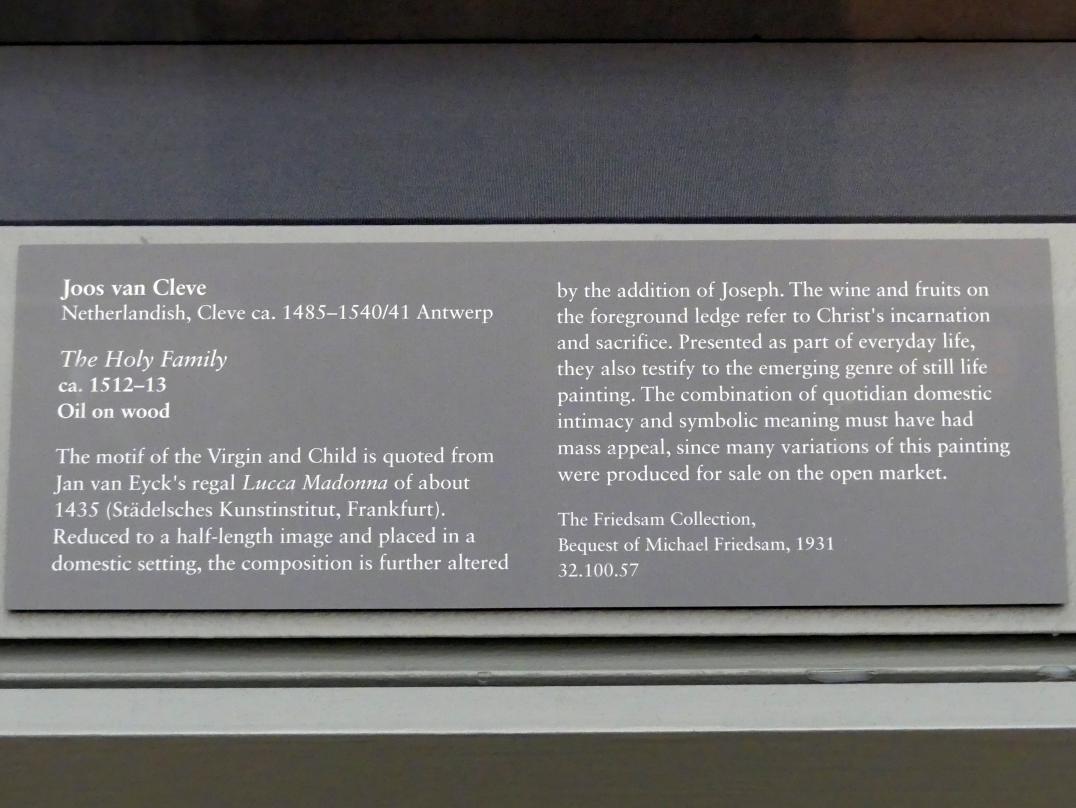 Joos van Cleve
Netherlandish, Cleve ca. 1485–1540/41 Antwerp
The Holy Family
ca. 1512–13
Oil on wood
The motif of the Virgin and Child is quoted from
Jan van Eyck's regal Lucca Madonna of about
1435 (Städelsches Kunstinstitut, Frankfurt).
Reduced to a half-length image and placed in a
domestic setting, the composition is further altered
by the addition of Joseph. The wine and fruits on
the foreground ledge refer to Christ's incarnation
and sacrifice. Presented as part of everyday life,
they also testify to the emerging genre of still life
painting. The combination of quotidian domestic
intimacy and symbolic meaning must have had
mass appeal, since many variations of this painting
were produced for sale on the open market.
The Friedsam Collection,
Bequest of Michael Friedsam, 1931
32.100.57